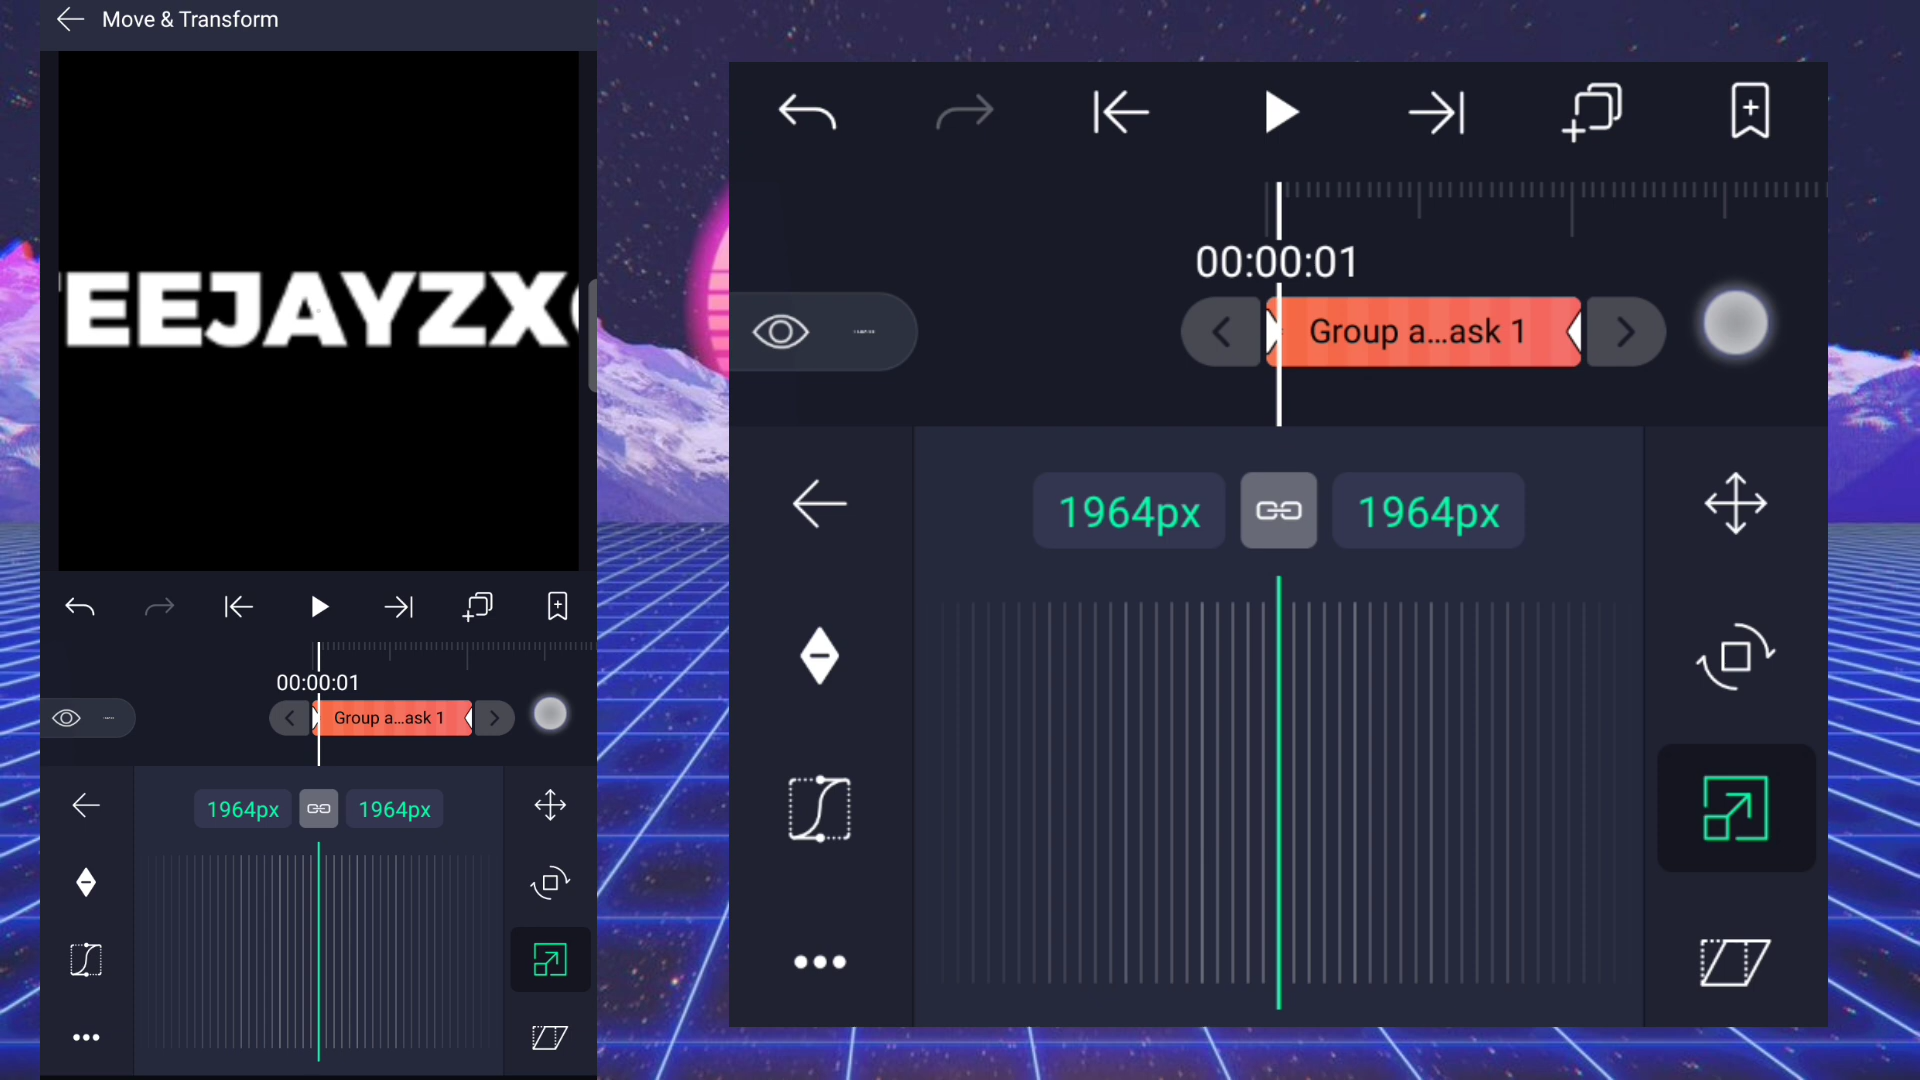 Move & Transform
EEJAYZX
00:00:01
Group a...ask 1
1964px
1964px
00:00:01
Group a...ask 1
1964px
1964px